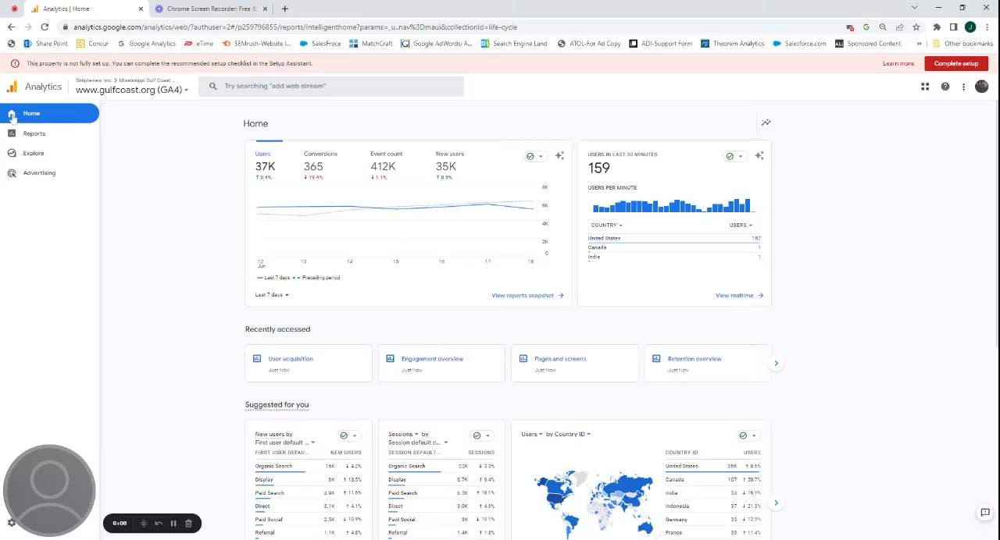 Analytics | Home
Chrome Screen Recorder: Free &
analytics.google.com/analytics/web/?authuser=2#/p259796855/reports/intelligenthome?params=_u..nav%3Dmaui&collectionId=life-cycle
Share Point Concur Google Analytics eTime SEMrush-Website I... SalesForce MatchCraft Google AdWords: A... Search Engine Land ATOL-For Ad Copy ADI-Support Form Theorem Analytics Salesforce.com Sponsored Content » Other bookmarks
This property is not fully set up. You can complete the recommended setup checklist in the Setup Assistant. Learn more Complete setup
Analytics
Simpleview, Inc. > Mississippi Gulf Coast ...
www.gulfcoast.org (GA4)
Try searching "add web stream"
Home
Reports
Explore
Advertising
Home
Users Conversions Event count New users
37K 365 412K 35K
↑ 0.4% ↓ 19.4% ↓ 1.1% ↑ 0.9%
8K
6K
4K
2K
0
12 13 14 15 16 17 18
Jun
Last 7 days Preceding period
Last 7 days
View reports snapshot →
USERS IN LAST 30 MINUTES
159
USERS PER MINUTE
COUNTRY USERS
United States 157
Canada 1
India 1
View realtime →
Recently accessed
User acquisition
Just Now
Engagement overview
Just Now
Pages and screens
Just Now
Retention overview
Just Now
Suggested for you
New users by
First user default ...
FIRST USER DEFAU... NEW USERS
Organic Search 16K ↓ 4.2%
Display 6K ↑ 13.5%
Paid Search 4.9K ↑ 11.6%
Direct 3.1K ↑ 4.1%
Paid Social 2.5K ↓ 10.9%
Referral 1.1K ↑ 4.8%
Sessions by
Session default c...
SESSION DEFAULT ... SESSIONS
Organic Search 22K ↓ 3.3%
Display 6.7K ↑ 9.4%
Paid Search 6.5K ↑ 16.1%
Direct 3.9K ↑ 4.6%
Paid Social 3K ↓ 10.1%
Referral 1.4K ↑ 1.3%
Users by Country ID
COUNTRY ID USERS
United States 36K ↑ 0.6%
Canada 107 ↑ 50.7%
India 54 ↓ 16.9%
Indonesia 37 ↓ 21.3%
Germany 35 ↓ 12.5%
France 39 ↑ 11.4%
0:00
J